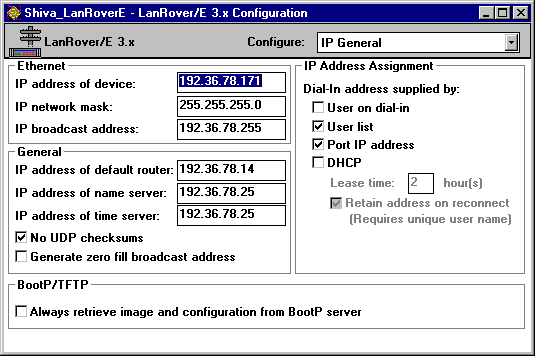 Shiva_LanRoverE - LanRover/E 3.x Configuration
LanRover/E 3.x
Configure: IP General
Ethernet
IP address of device: 192.36.78.171
IP network mask: 255.255.255.0
IP broadcast address: 192.36.78.255
General
IP address of default router: 192.36.78.14
IP address of name server: 192.36.78.25
IP address of time server: 192.36.78.25
No UDP checksums
Generate zero fill broadcast address
IP Address Assignment
Dial-In address supplied by:
User on dial-in
User list
Port IP address
DHCP
Lease time: 2 hour(s)
Retain address on reconnect
(Requires unique user name)
BootP/TFTP
Always retrieve image and configuration from BootP server